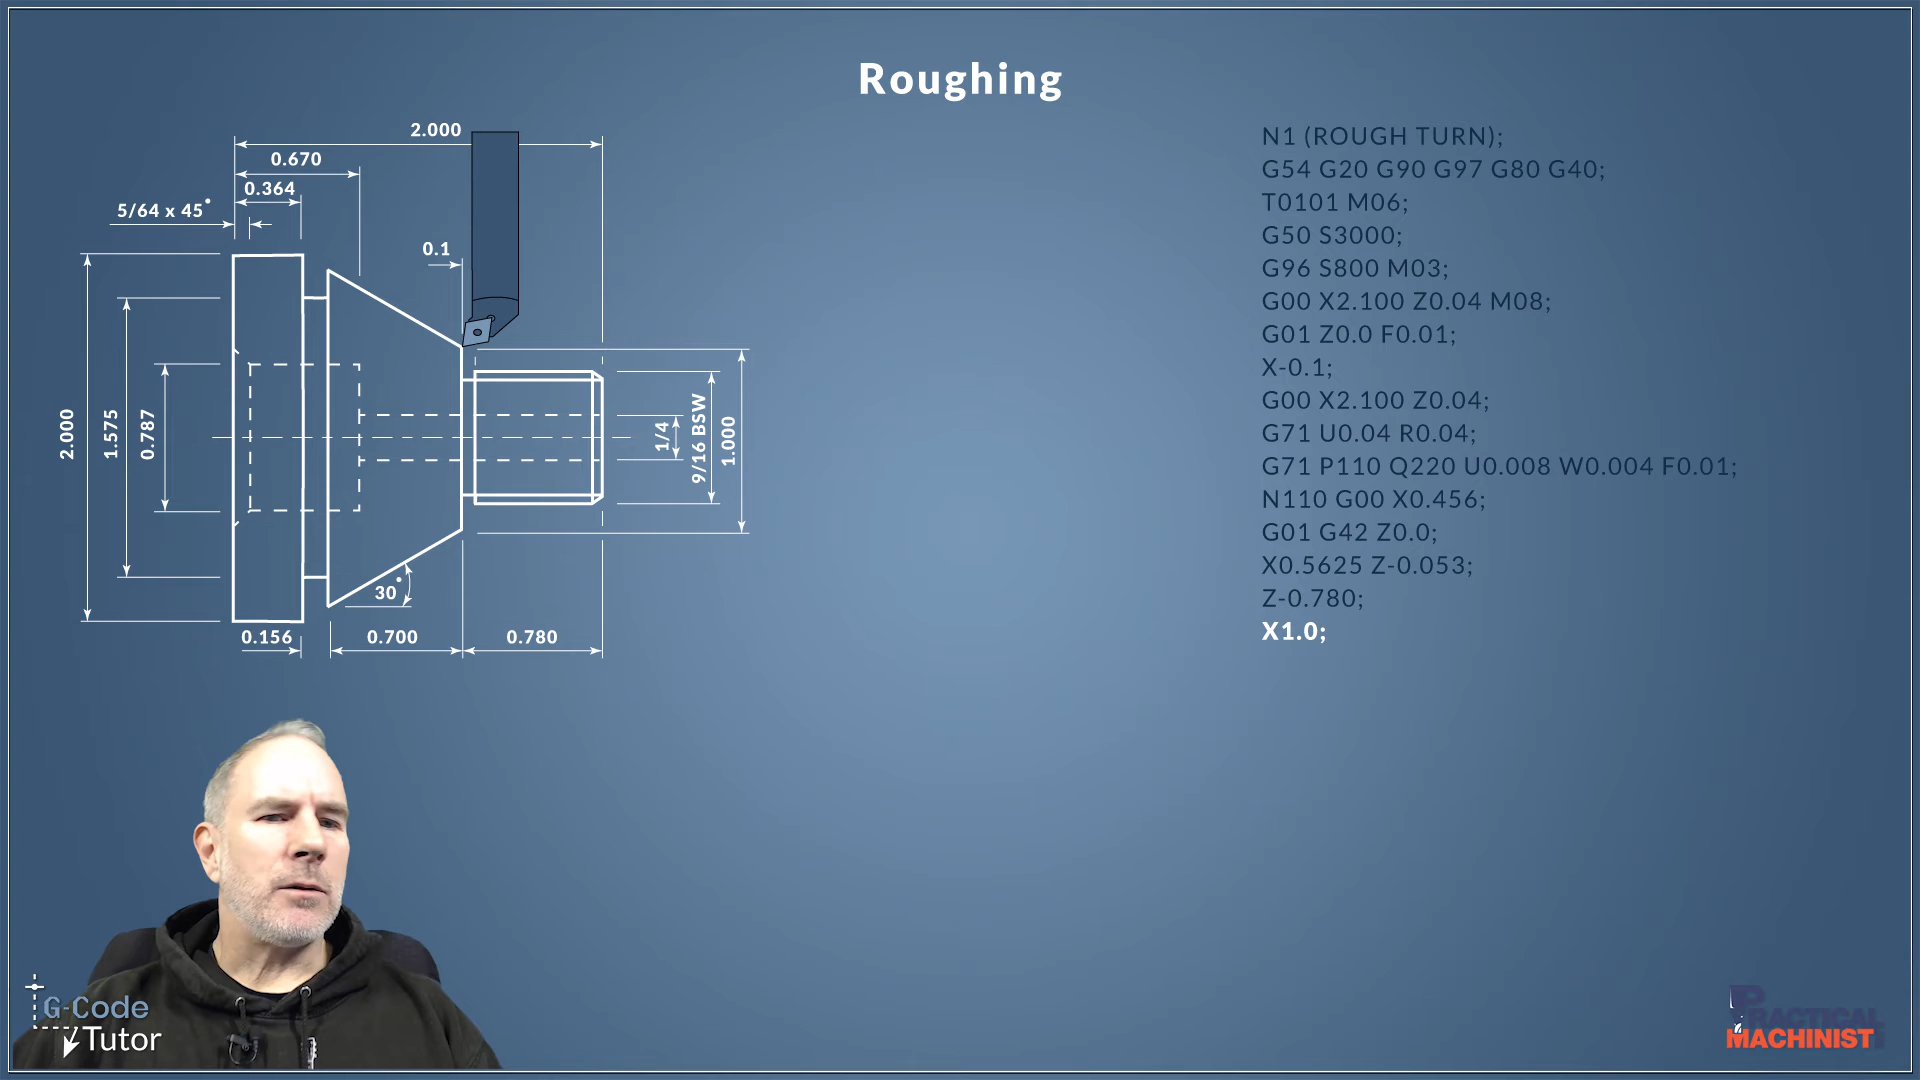 Roughing
2.000
0.670
0.364
5/64 x 45°
0.1
2.000
1.575
0.787
1/4
9/16 BSW
1.000
30°
0.156
0.700
0.780
N1 (ROUGH TURN);
G54 G20 G90 G97 G80 G40;
T0101 M06;
G50 S3000;
G96 S800 M03;
G00 X2.100 Z0.04 M08;
G01 Z0.0 F0.01;
X-0.1;
G00 X2.100 Z0.04;
G71 U0.04 R0.04;
G71 P110 Q220 U0.008 W0.004 F0.01;
N110 G00 X0.456;
G01 G42 Z0.0;
X0.5625 Z-0.053;
Z-0.780;
X1.0;
G-Code
Tutor
PRACTICAL
MACHINIST